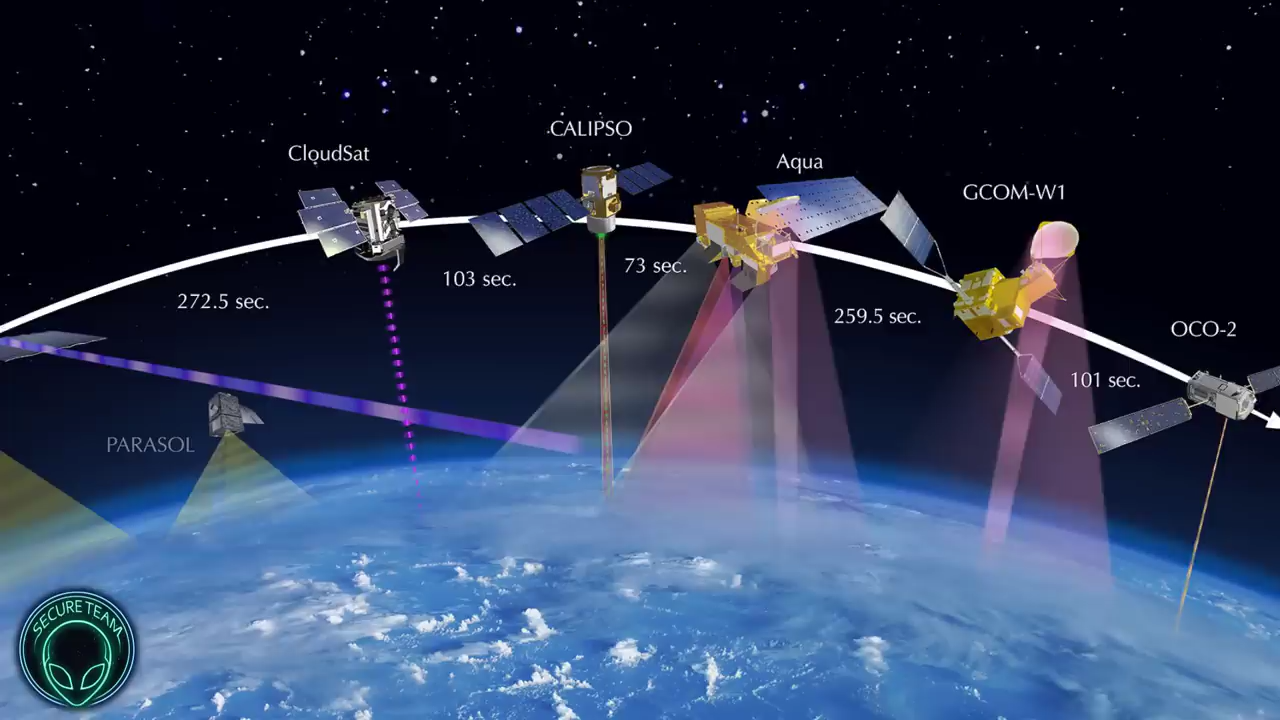 CALIPSO
CloudSat
Aqua
GCOM-W1
73 sec.
103 sec.
272.5 sec.
259.5 sec.
OCO-2
101 sec.
PARASOL
SECURE TEAM